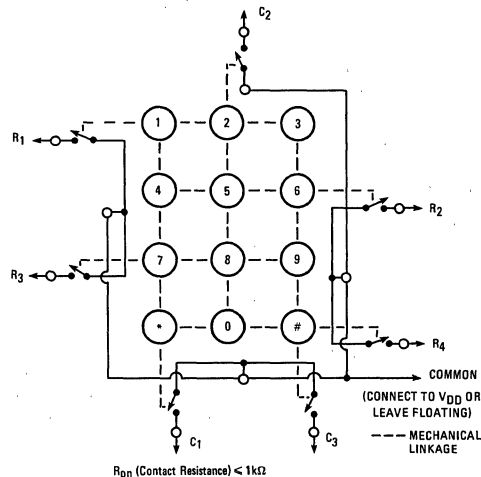 C2
1 2 3
R1
4 5 6
R2
7 8 9
R3
* 0 #
R4
COMMON
(CONNECT TO VDD OR
LEAVE FLOATING)
C1
C3
--- MECHANICAL
LINKAGE
RDD (Contact Resistance) ≤ 1kΩ